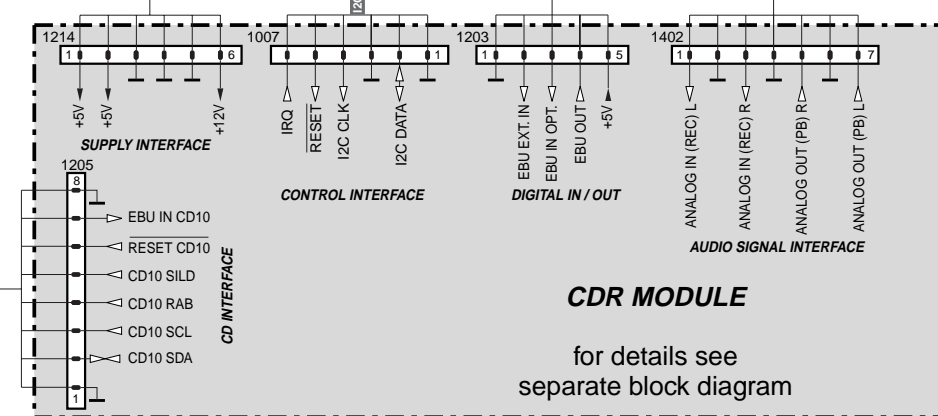 I20
1214
1 6
+5V
+5V
+12V
SUPPLY INTERFACE
1007
1
IRQ
RESET
I2C CLK
I2C DATA
CONTROL INTERFACE
1203
1 5
EBU EXT. IN
EBU IN OPT.
EBU OUT
+5V
DIGITAL IN / OUT
1402
1 7
ANALOG IN (REC) L
ANALOG IN (REC) R
ANALOG OUT (PB) R
ANALOG OUT (PB) L
AUDIO SIGNAL INTERFACE
1205
8
EBU IN CD10
RESET CD10
CD10 SILD
CD10 RAB
CD10 SCL
CD10 SDA
1
CD INTERFACE
CDR MODULE
for details see
separate block diagram